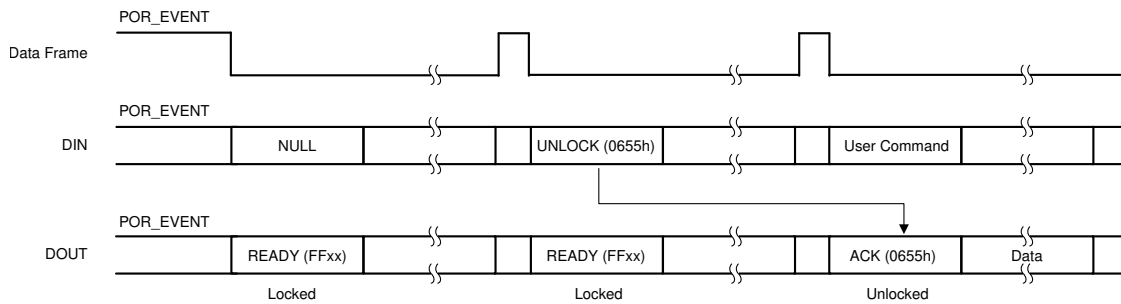 POR_EVENT
Data Frame
POR_EVENT
DIN
NULL
UNLOCK (0655h)
User Command
POR_EVENT
DOUT
READY (FFxx)
READY (FFxx)
ACK (0655h)
Data
Locked
Locked
Unlocked